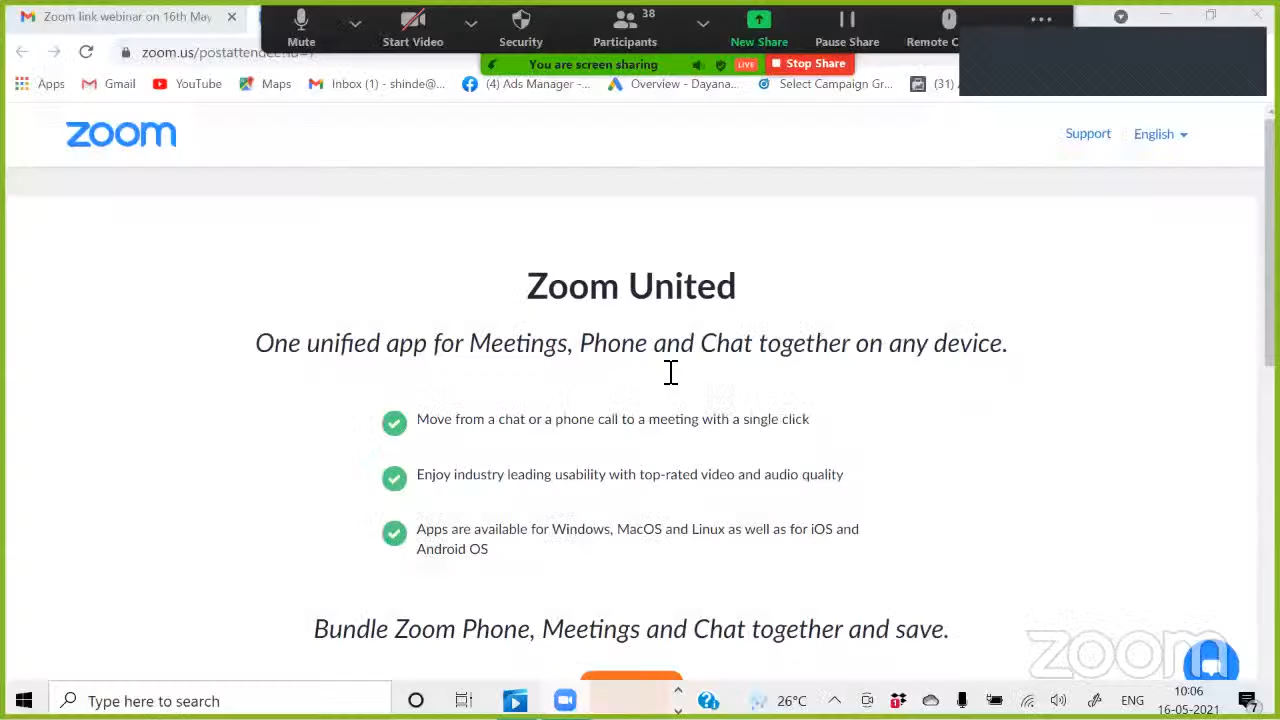 Zoom link webinar on 16th May
38
Mute
Start Video
Security
Participants
New Share
Pause Share
Remote C
You are screen sharing
LIVE
Stop Share
zoom.us/postattendee?id=
Apps
Gmail
YouTube
Maps
Inbox (1) - shinde@...
(4) Ads Manager -...
Overview - Dayana...
Select Campaign Gr...
(31)
zoom
Support
English
Zoom United
One unified app for Meetings, Phone and Chat together on any device.
Move from a chat or a phone call to a meeting with a single click
Enjoy industry leading usability with top-rated video and audio quality
Apps are available for Windows, MacOS and Linux as well as for iOS and
Android OS
Bundle Zoom Phone, Meetings and Chat together and save.
zoom
Type here to search
26°C
ENG
10:06
16-05-2021
7